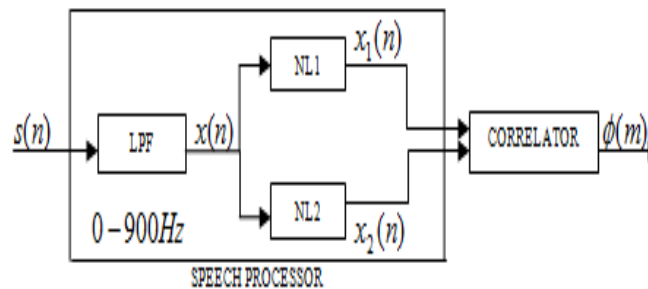 x₁(n)
NL1
s(n)
LPF
x(n)
CORRELATOR
ϕ(m)
NL2
0-900Hz
x₂(n)
SPEECH PROCESSOR